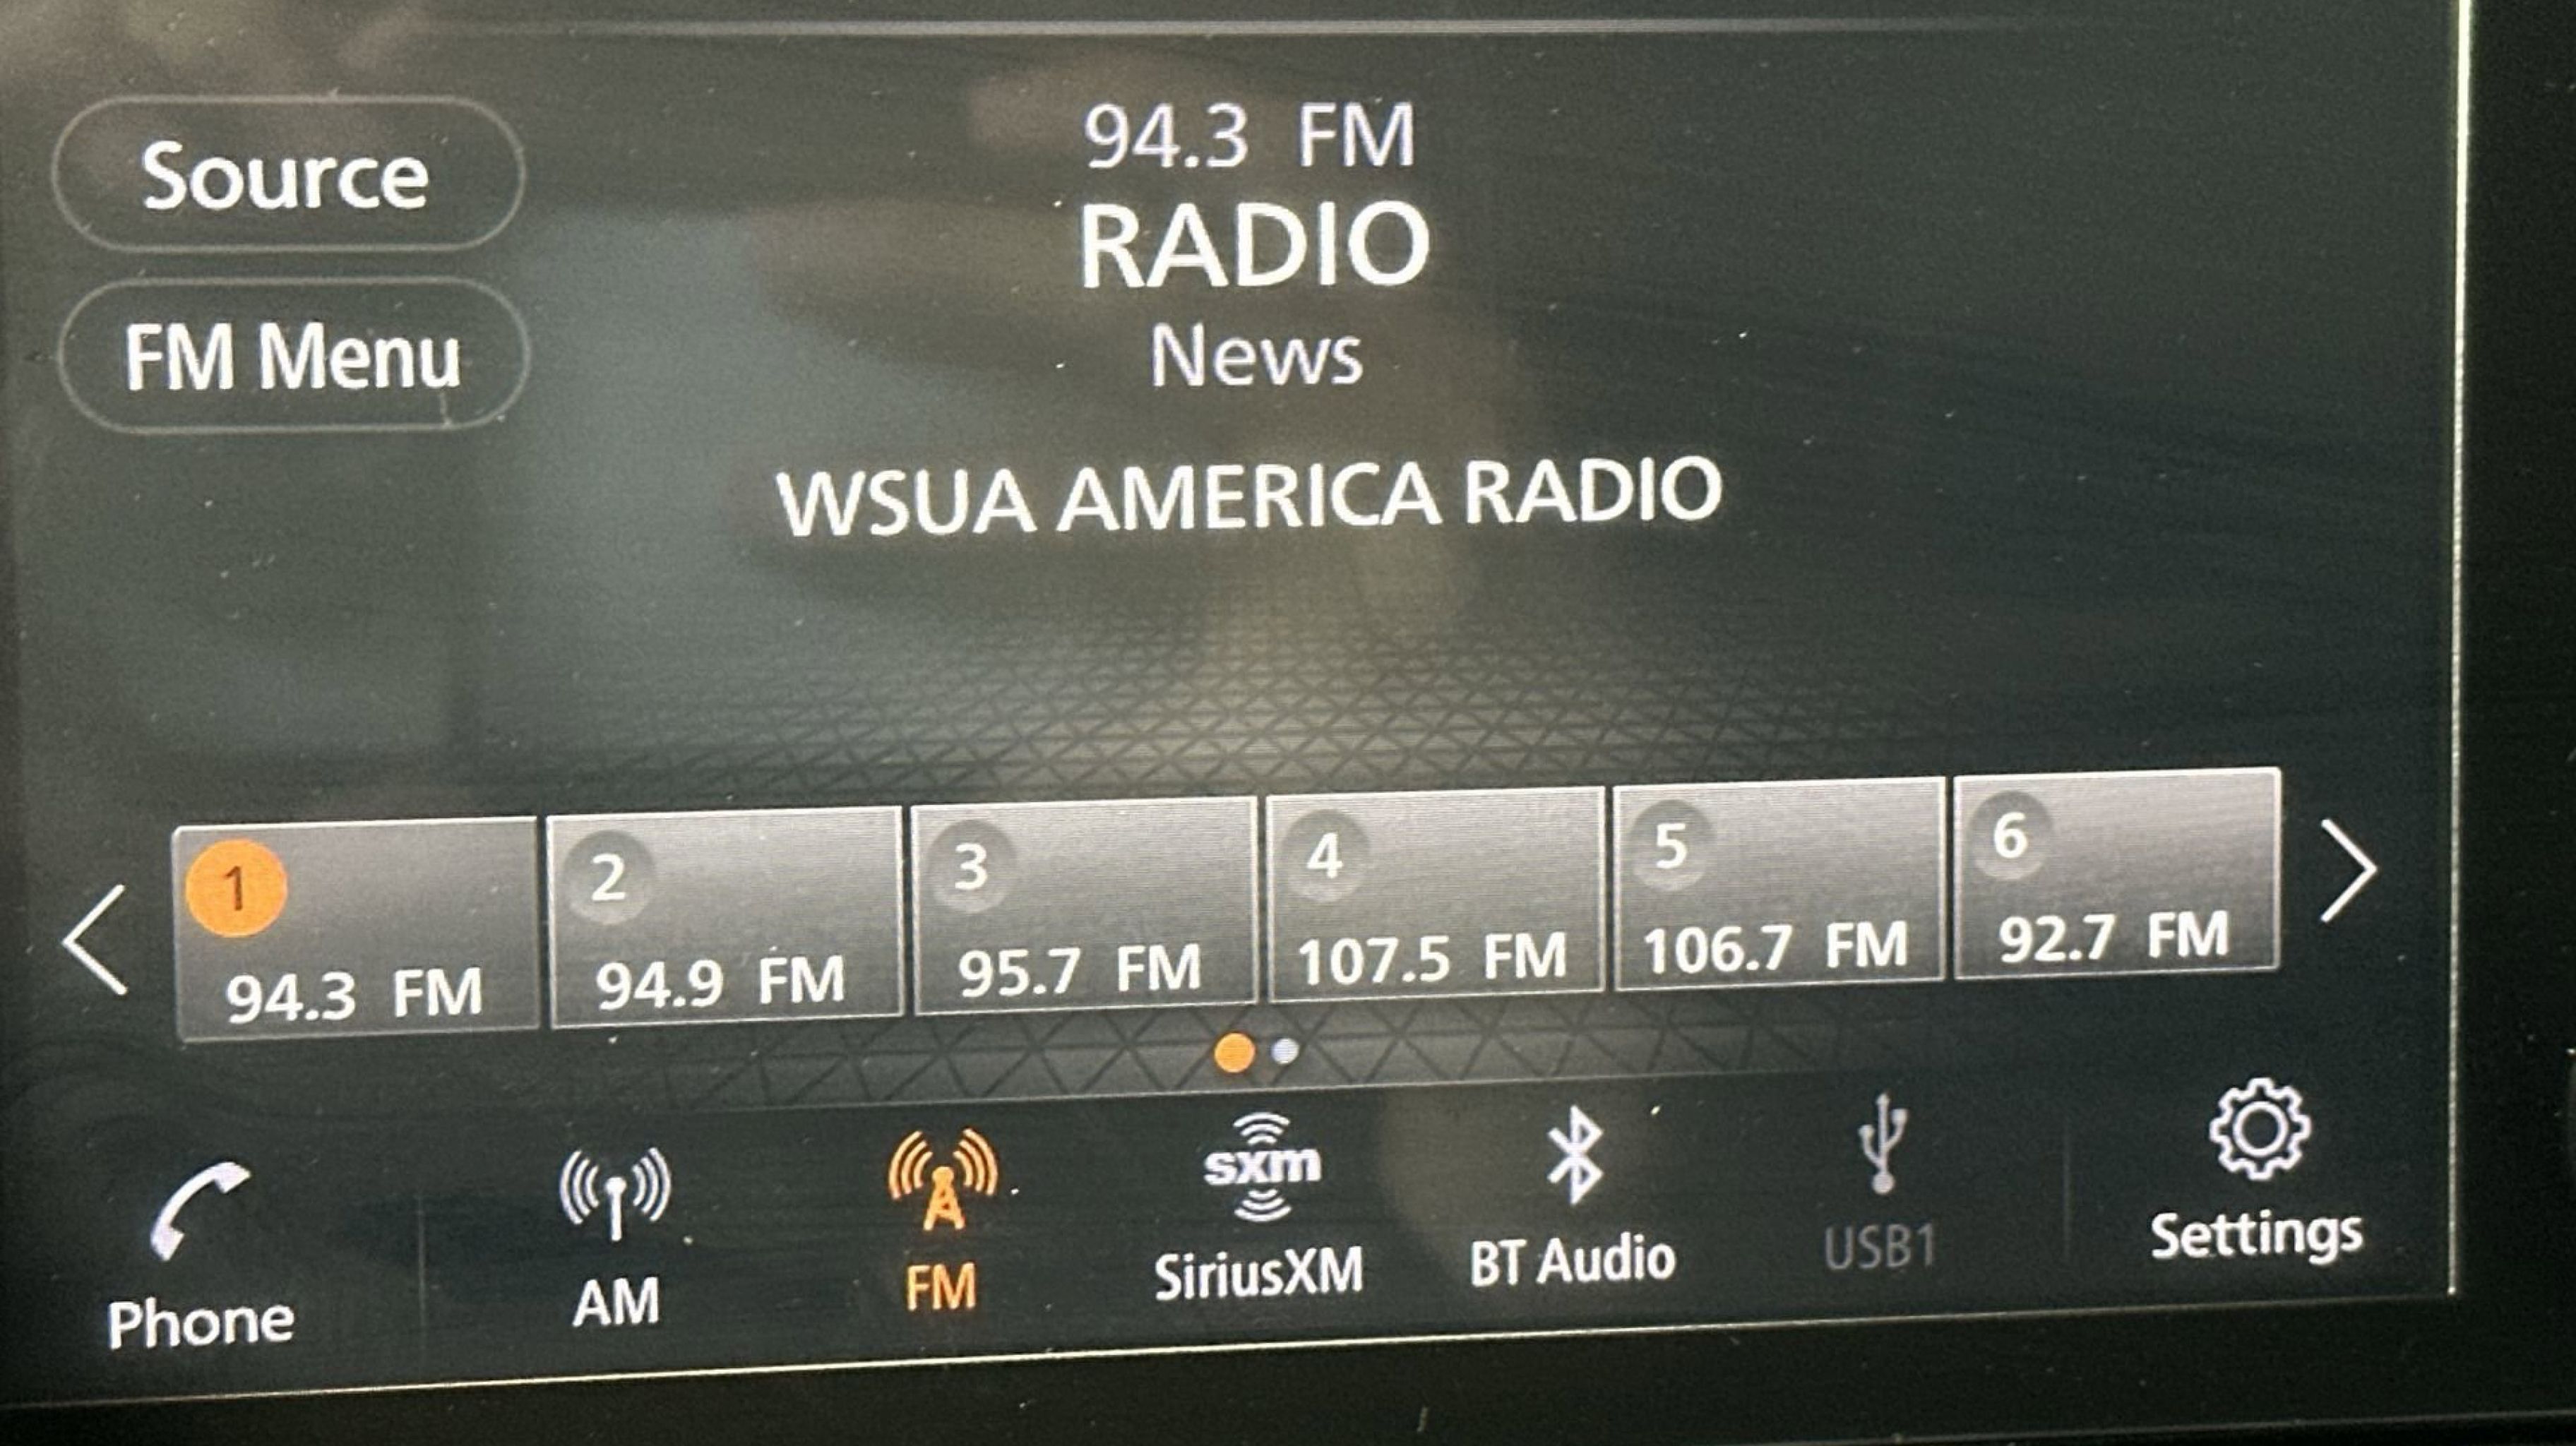 94.3 FM
Source
RADIO
FM Menu
News
WSUA AMERICA RADIO
1
2
3
4
5
6
94.3 FM
94.9 FM
95.7 FM
107.5 FM
106.7 FM
92.7 FM
sxm
Phone
AM
FM
SiriusXM
BT Audio
USB1
Settings